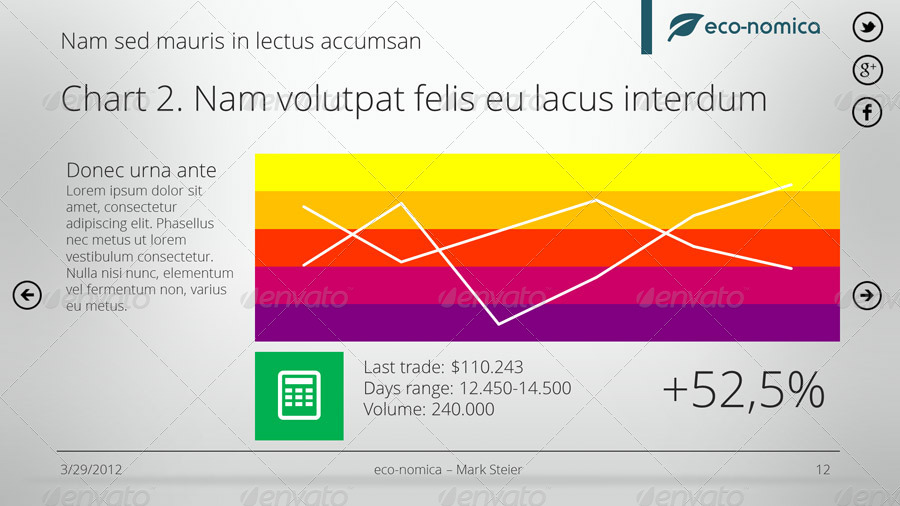 Nam sed mauris in lectus accumsan
eco-nomica
g+
f
Chart 2. Nam volutpat felis eu lacus interdum
Donec urna ante
Lorem ipsum dolor sit
amet, consectetur
adipiscing elit. Phasellus
nec metus ut lorem
vestibulum consectetur.
Nulla nisi nunc, elementum
vel fermentum non, varius
eu metus.
Last trade: $110.243
Days range: 12.450-14.500
Volume: 240.000
+52,5%
3/29/2012
eco-nomica – Mark Steier
12
envato